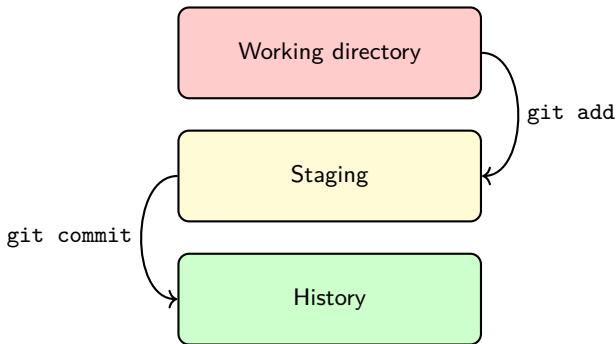 Working directory
git add
Staging
git commit
History